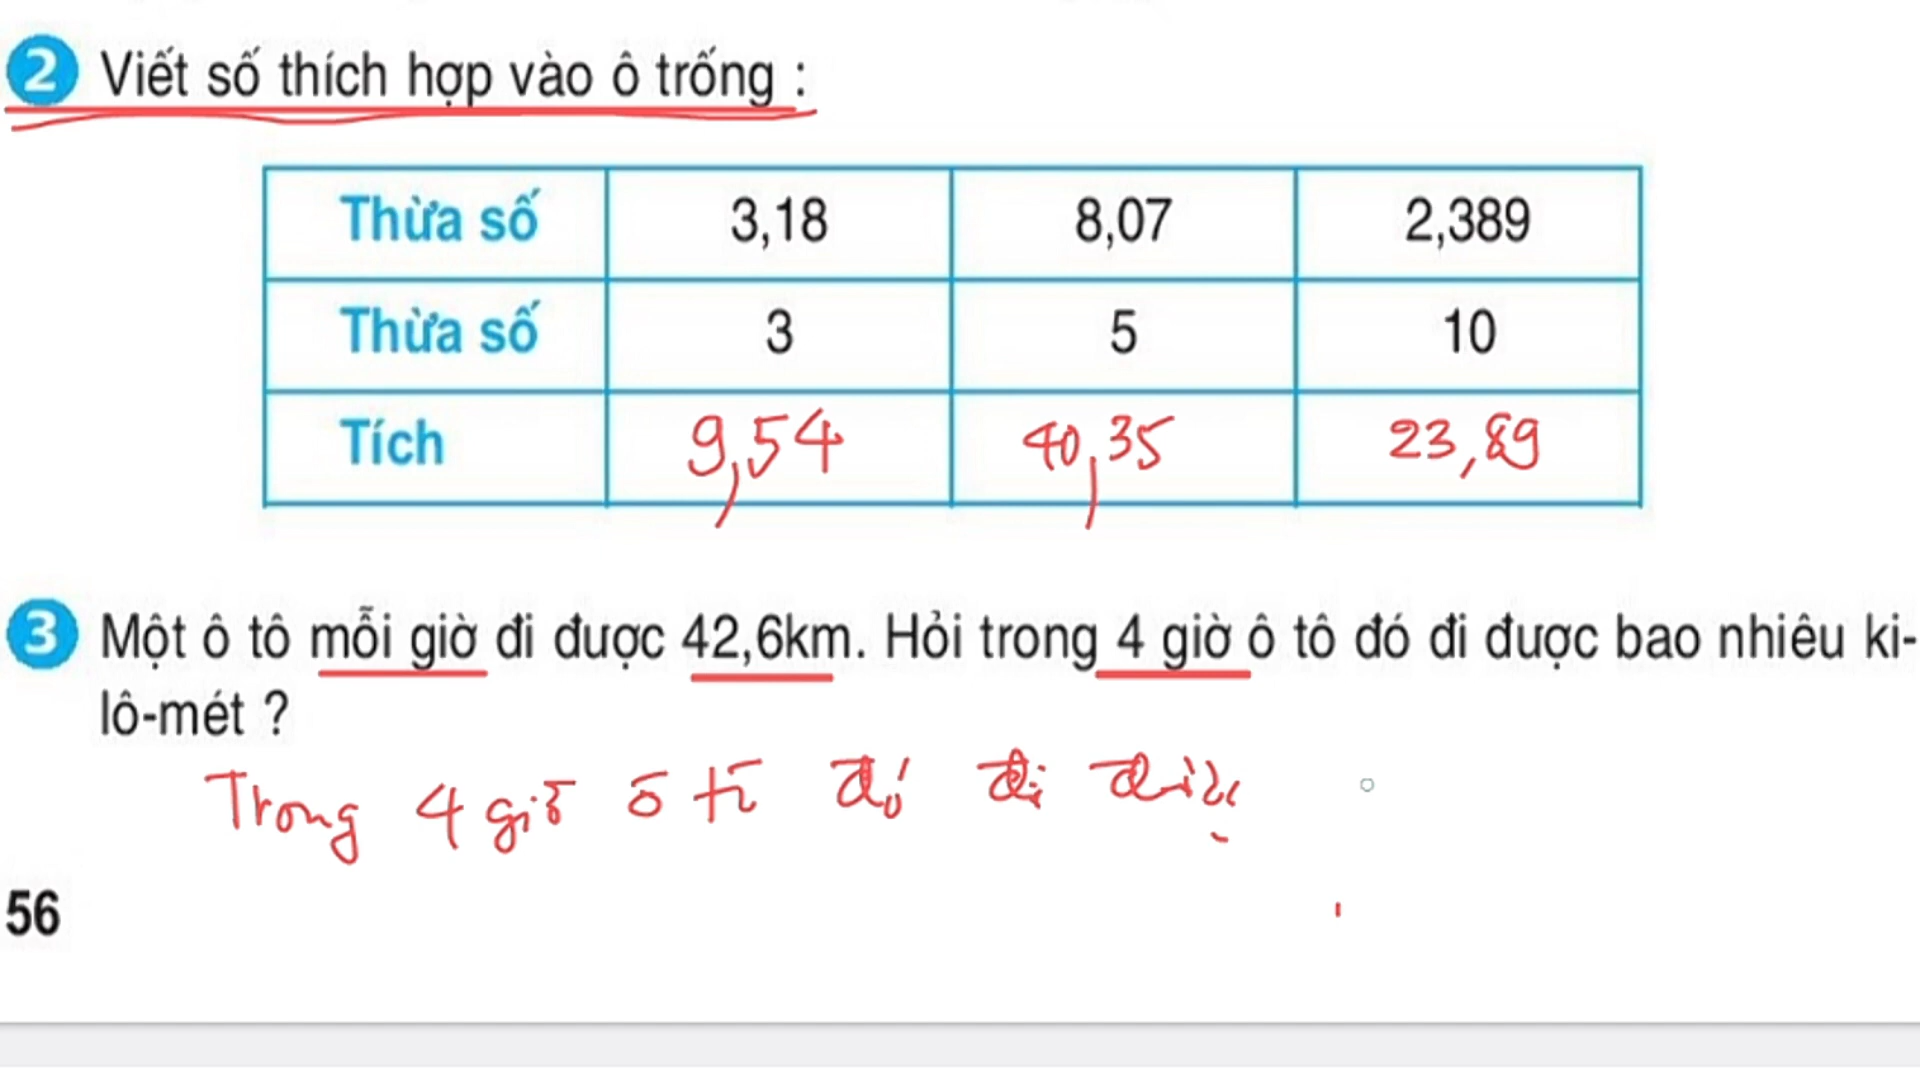 2 Viết số thích hợp vào ô trống :
Thừa số 3,18 8,07 2,389
Thừa số 3 5 10
Tích 9,54 40,35 23,89
3 Một ô tô mỗi giờ đi được 42,6km. Hỏi trong 4 giờ ô tô đó đi được bao nhiêu ki-
lô-mét ?
Trong 4 giờ ô tô đó đi được
56